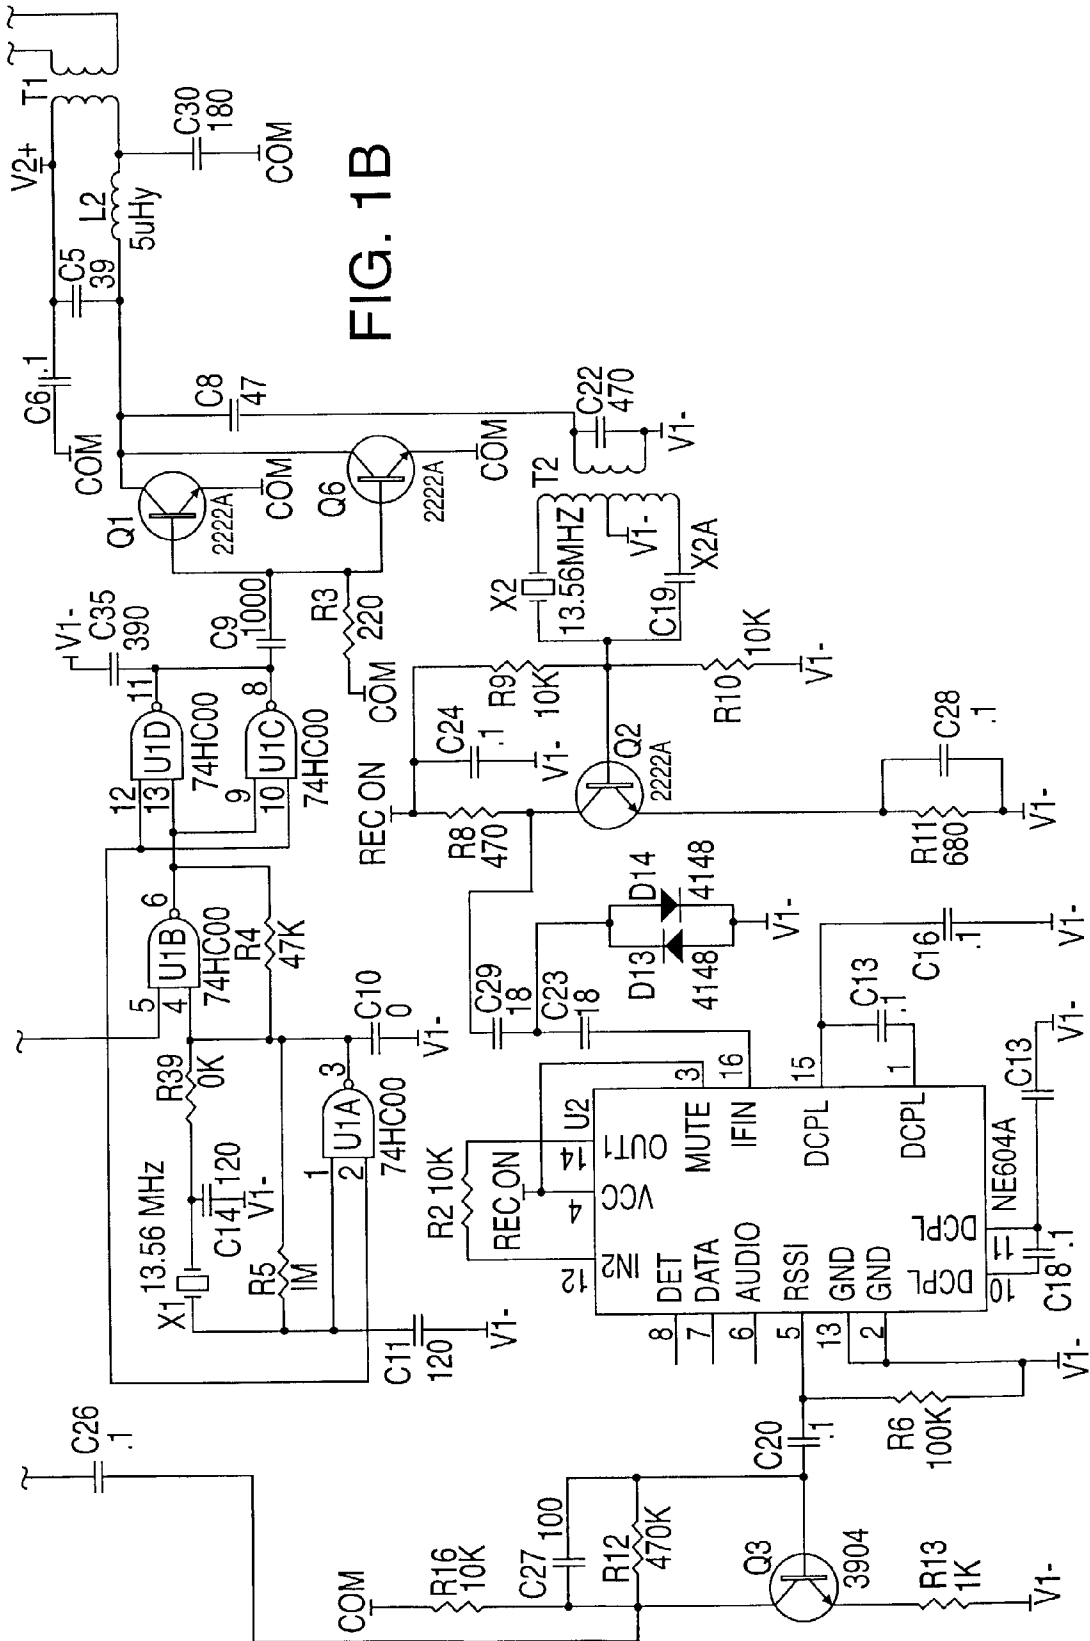 C26
.1
COM
R16
10K
C27
100
R12
470K
Q3
3904
R13
1K
V1-
C20
.1
R6
100K
V1-
X1
13.56 MHz
R39
0K
C14
120
V1-
R5
IM
C11
120
V1-
1
2
3
U1A
74HC00
C10
0
V1-
5
4
6
U1B
74HC00
R4
47K
12
13
11
U1D
74HC00
9
10
8
U1C
74HC00
V1-
C35
390
C9
1000
R3
220
COM
Q1
2222A
COM
Q6
2222A
COM
COM
C6
.1
C5
39
V2+
L2
5uHy
T1
C30
180
COM
C8
47
FIG. 1B
REC ON
R8
470
C24
.1
V1-
R9
10K
R10
10K
V1-
Q2
2222A
R11
680
C28
.1
V1-
X2
13.56MHZ
C19
X2A
T2
V1-
C22
470
V1-
C29
18
C23
18
D13
4148
D14
4148
V1-
R2 10K
REC ON
12
4
14
U2
IN2
VCC
OUT1
8
DET
7
DATA
6
AUDIO
5
RSSI
13
GND
2
GND
3
MUTE
16
IFIN
15
DCPL
1
DCPL
DCPL
DCPL
10
11
NE604A
C18
.1
C13
V1-
C13
.1
C16
.1
V1-